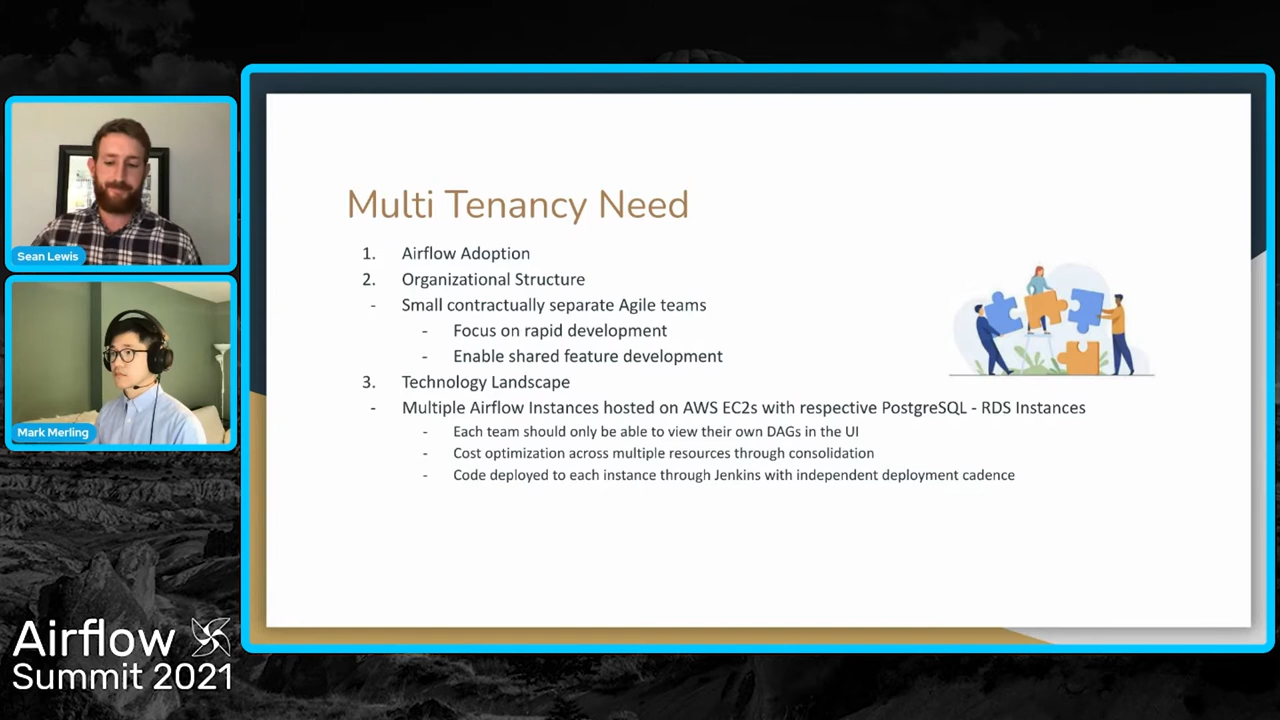 Sean Lewis
Mark Merling
Airflow
Summit 2021
Multi Tenancy Need
1. Airflow Adoption
2. Organizational Structure
- Small contractually separate Agile teams
- Focus on rapid development
- Enable shared feature development
3. Technology Landscape
- Multiple Airflow Instances hosted on AWS EC2s with respective PostgreSQL - RDS Instances
- Each team should only be able to view their own DAGs in the UI
- Cost optimization across multiple resources through consolidation
- Code deployed to each instance through Jenkins with independent deployment cadence